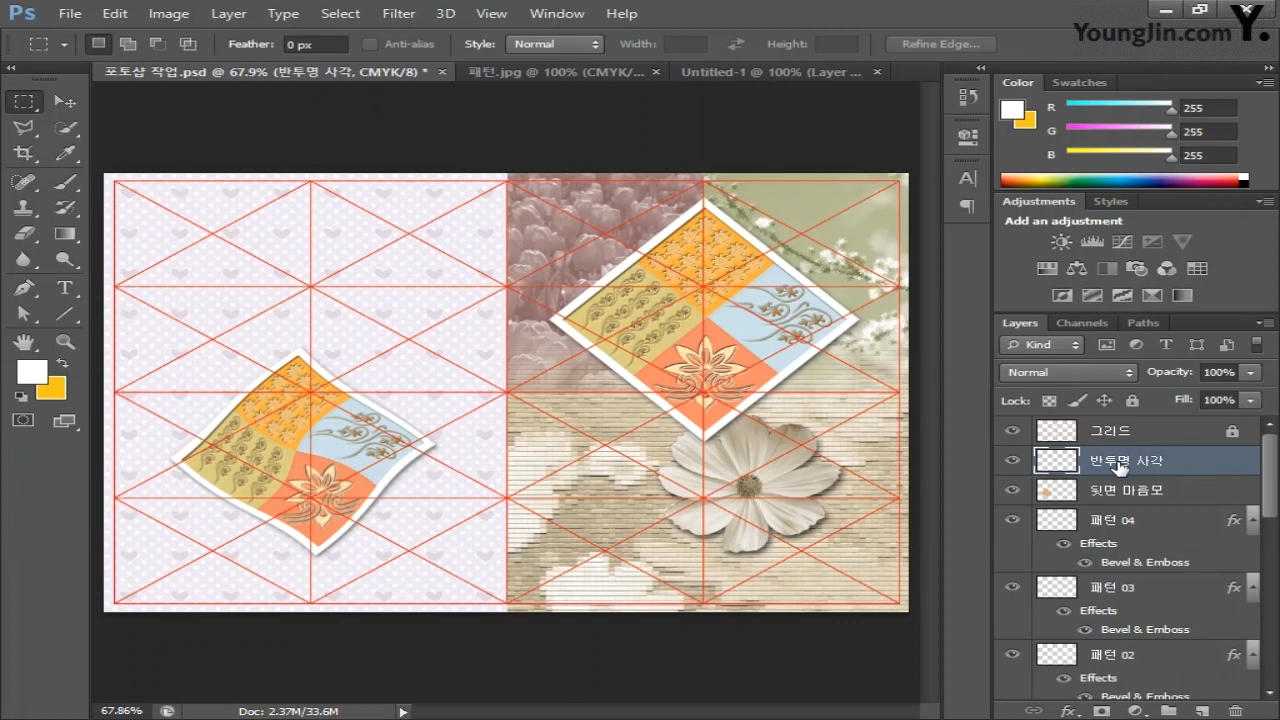 Ps File Edit Image Layer Type Select Filter 3D View Window Help
YoungJin.com Y.
Feather: 0 px Anti-alias Style: Normal Width: Height: Refine Edge...
포토샵 작업.psd @ 67.9% (반투명 사각, CMYK/8) * × 패턴.jpg @ 100% (CMYK/... × Untitled-1 @ 100% (Layer ... ×
Color Swatches
R 255
G 255
B 255
Adjustments Styles
Add an adjustment
Layers Channels Paths
Kind
Normal Opacity: 100%
Lock: Fill: 100%
그리드
반투명 사각
뒷면 마음모
패턴 04 fx
Effects
Bevel & Emboss
패턴 03 fx
Effects
Bevel & Emboss
패턴 02 fx
Effects
Bevel & Emboss
67.86% Doc: 2.37M/33.6M